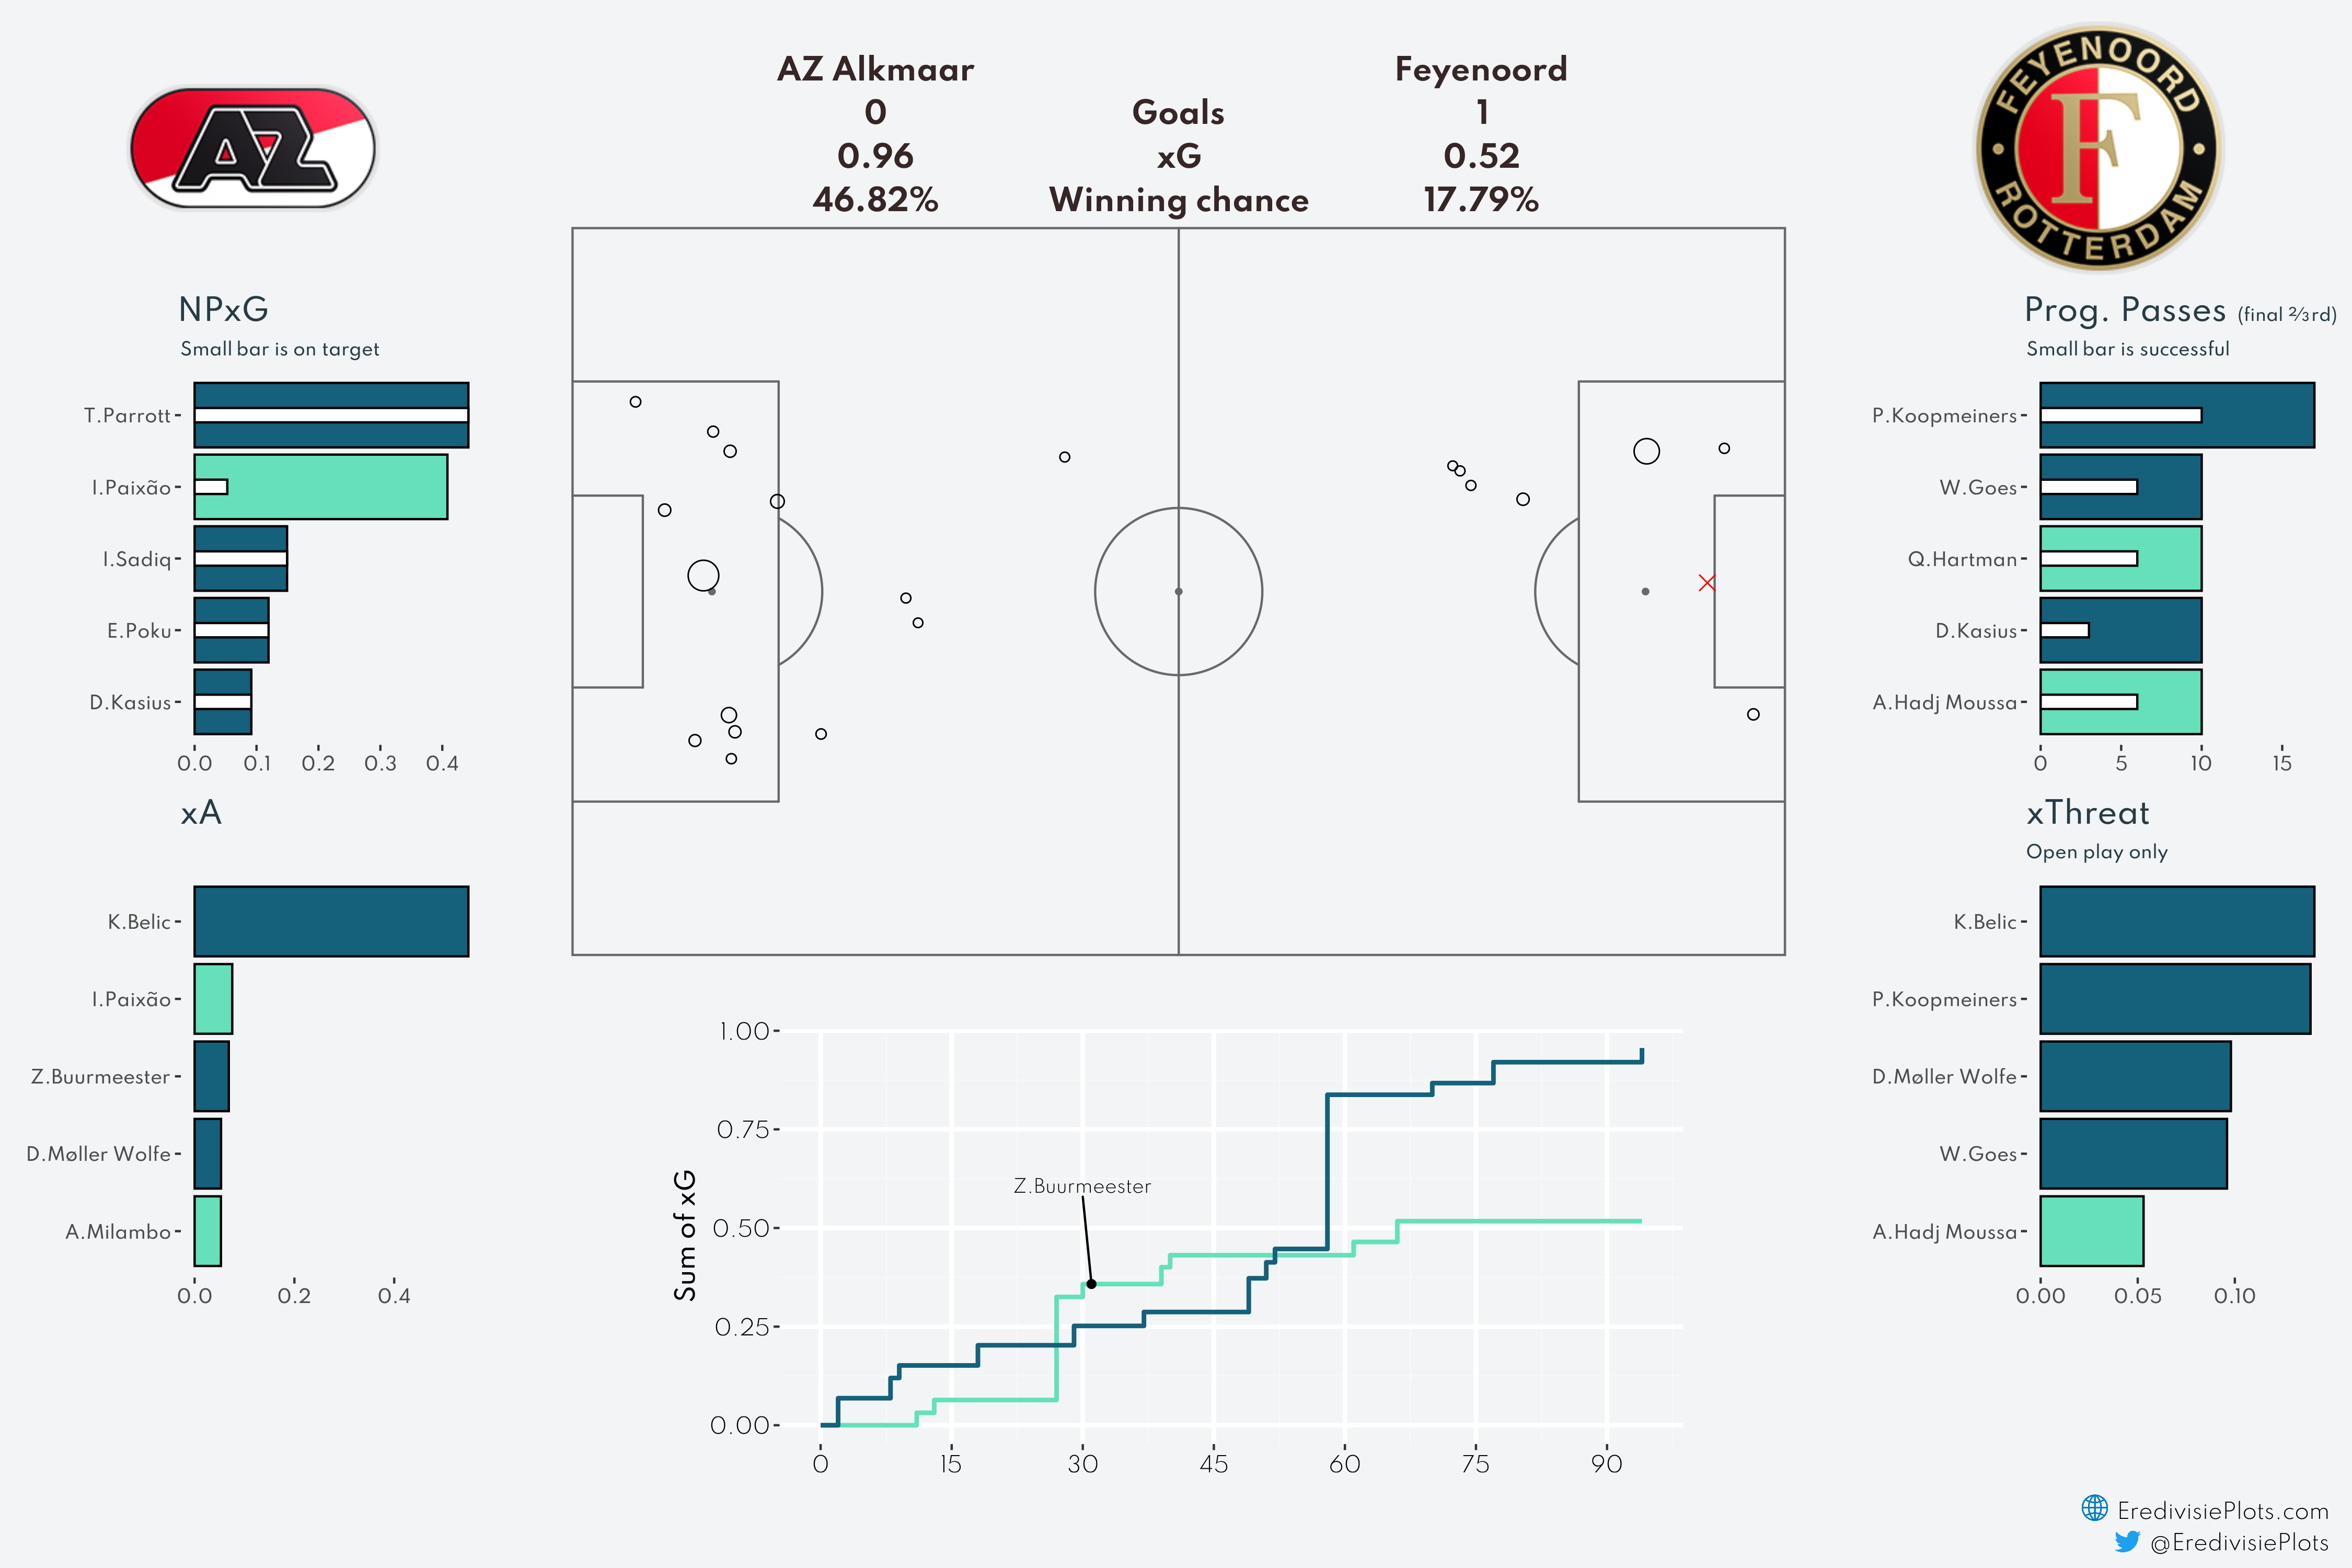 AZ Alkmaar Feyenoord
0 Goals 1
0.96 xG 0.52
46.82% Winning chance 17.79%
AZ
FEYENOORD
F
ROTTERDAM
NPxG
Small bar is on target
T.Parrott
I.Paixão
I.Sadiq
E.Poku
D.Kasius
0.0 0.1 0.2 0.3 0.4
xA
K.Belic
I.Paixão
Z.Buurmeester
D.Møller Wolfe
A.Milambo
0.0 0.2 0.4
Sum of xG
1.00
0.75
0.50
0.25
0.00
Z.Buurmeester
0 15 30 45 60 75 90
Prog. Passes (final ⅔rd)
Small bar is successful
P.Koopmeiners
W.Goes
Q.Hartman
D.Kasius
A.Hadj Moussa
0 5 10 15
xThreat
Open play only
K.Belic
P.Koopmeiners
D.Møller Wolfe
W.Goes
A.Hadj Moussa
0.00 0.05 0.10
EredivisiePlots.com
@EredivisiePlots